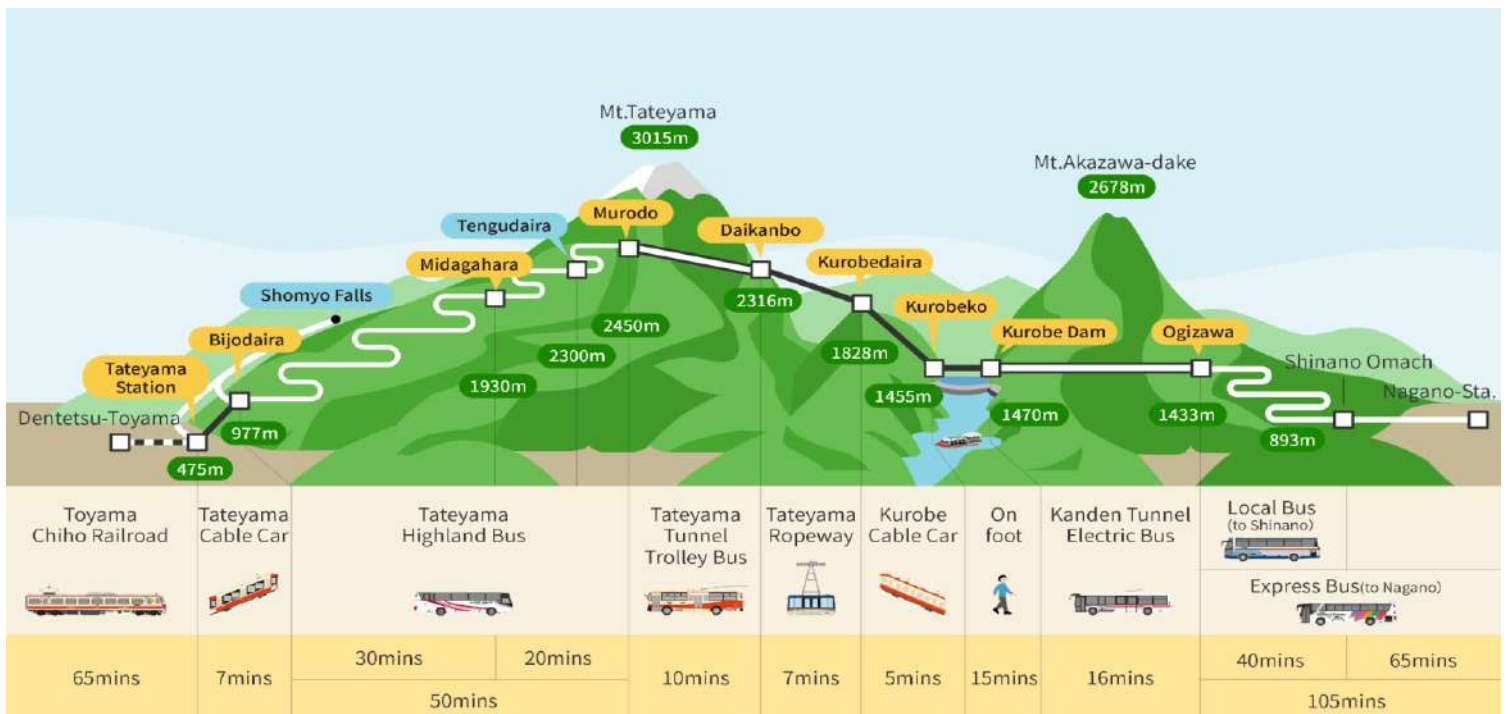 Mt.Tateyama
3015m
Mt.Akazawa-dake
2678m
Tengudaira
Murodo
Daikanbo
Midagahara
Kurobedaira
Shomyo Falls
Kurobeko
Bijodaira
Kurobe Dam
Ogizawa
Tateyama
Station
Shinano Omach
Nagano-Sta.
Dentetsu-Toyama
2316m
2450m
2300m
1828m
1930m
1455m
1470m
1433m
977m
893m
475m
Toyama
Chiho Railroad
Tateyama
Cable Car
Tateyama
Highland Bus
Tateyama
Tunnel
Trolley Bus
Tateyama
Ropeway
Kurobe
Cable Car
On
foot
Kanden Tunnel
Electric Bus
Local Bus
(to Shinano)
Express Bus(to Nagano)
65mins
7mins
30mins
20mins
50mins
10mins
7mins
5mins
15mins
16mins
40mins
65mins
105mins